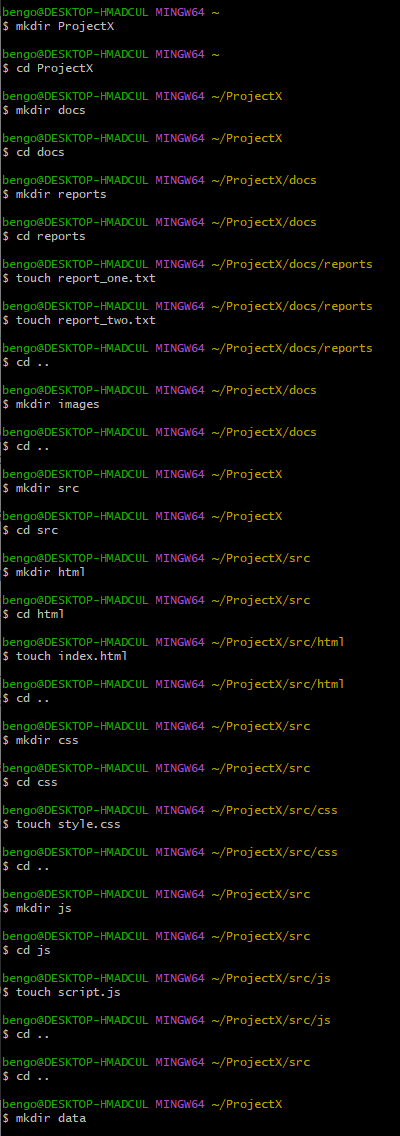 bengo@DESKTOP-HMADCUL MINGW64 ~
$ mkdir ProjectX
bengo@DESKTOP-HMADCUL MINGW64 ~
$ cd ProjectX
bengo@DESKTOP-HMADCUL MINGW64 ~/ProjectX
$ mkdir docs
bengo@DESKTOP-HMADCUL MINGW64 ~/ProjectX
$ cd docs
bengo@DESKTOP-HMADCUL MINGW64 ~/ProjectX/docs
$ mkdir reports
bengo@DESKTOP-HMADCUL MINGW64 ~/ProjectX/docs
$ cd reports
bengo@DESKTOP-HMADCUL MINGW64 ~/ProjectX/docs/reports
$ touch report_one.txt
bengo@DESKTOP-HMADCUL MINGW64 ~/ProjectX/docs/reports
$ touch report_two.txt
bengo@DESKTOP-HMADCUL MINGW64 ~/ProjectX/docs/reports
$ cd ..
bengo@DESKTOP-HMADCUL MINGW64 ~/ProjectX/docs
$ mkdir images
bengo@DESKTOP-HMADCUL MINGW64 ~/ProjectX/docs
$ cd ..
bengo@DESKTOP-HMADCUL MINGW64 ~/ProjectX
$ mkdir src
bengo@DESKTOP-HMADCUL MINGW64 ~/ProjectX
$ cd src
bengo@DESKTOP-HMADCUL MINGW64 ~/ProjectX/src
$ mkdir html
bengo@DESKTOP-HMADCUL MINGW64 ~/ProjectX/src
$ cd html
bengo@DESKTOP-HMADCUL MINGW64 ~/ProjectX/src/html
$ touch index.html
bengo@DESKTOP-HMADCUL MINGW64 ~/ProjectX/src/html
$ cd ..
bengo@DESKTOP-HMADCUL MINGW64 ~/ProjectX/src
$ mkdir css
bengo@DESKTOP-HMADCUL MINGW64 ~/ProjectX/src
$ cd css
bengo@DESKTOP-HMADCUL MINGW64 ~/ProjectX/src/css
$ touch style.css
bengo@DESKTOP-HMADCUL MINGW64 ~/ProjectX/src/css
$ cd ..
bengo@DESKTOP-HMADCUL MINGW64 ~/ProjectX/src
$ mkdir js
bengo@DESKTOP-HMADCUL MINGW64 ~/ProjectX/src
$ cd js
bengo@DESKTOP-HMADCUL MINGW64 ~/ProjectX/src/js
$ touch script.js
bengo@DESKTOP-HMADCUL MINGW64 ~/ProjectX/src/js
$ cd ..
bengo@DESKTOP-HMADCUL MINGW64 ~/ProjectX/src
$ cd ..
bengo@DESKTOP-HMADCUL MINGW64 ~/ProjectX
$ mkdir data